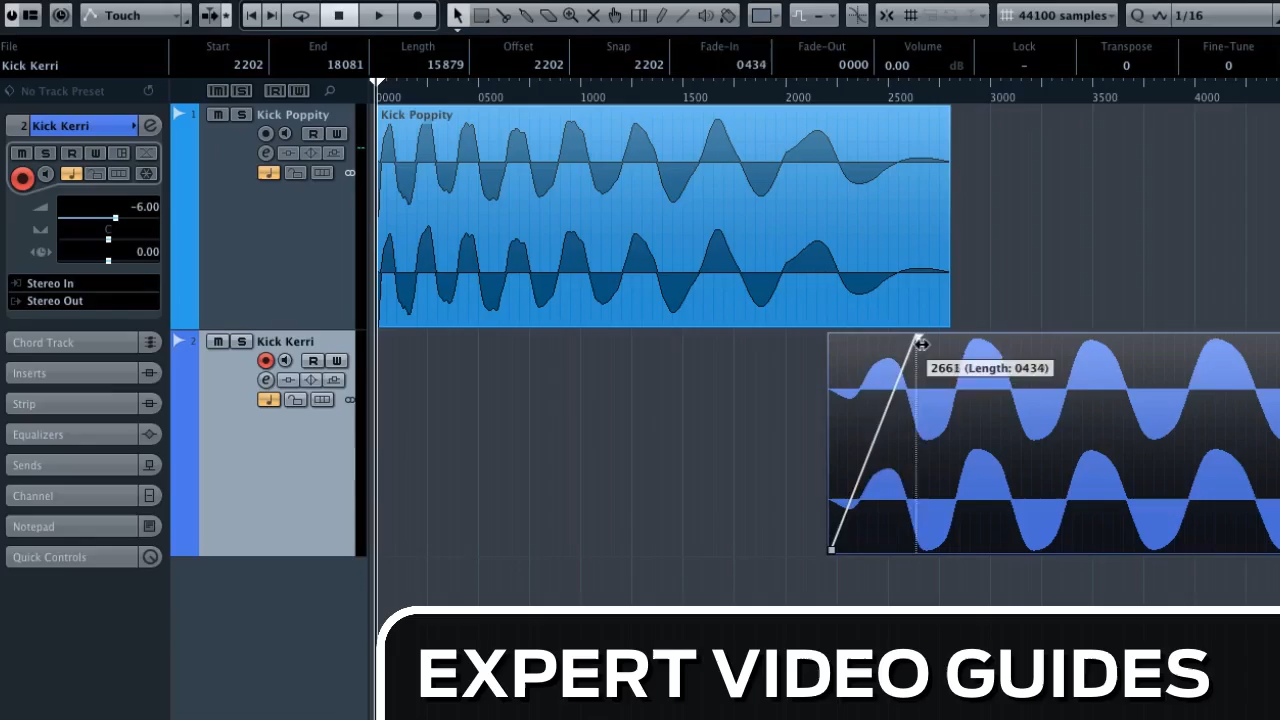 Touch
44100 samples
Q
1/16
File
Kick Kerri
Start
2202
End
18081
Length
15879
Offset
2202
Snap
2202
Fade-In
0434
Fade-Out
0000
Volume
0.00 dB
Lock
–
Transpose
0
Fine-Tune
0
No Track Preset
0000 0500 1000 1500 2000 2500 3000 3500 4000
2 Kick Kerri
M S R W
-6.00
C
0.00
Stereo In
Stereo Out
Chord Track
Inserts
Strip
Equalizers
Sends
Channel
Notepad
Quick Controls
M S R W
1 M S Kick Poppity
R W
e
Kick Poppity
2 M S Kick Kerri
R W
e
2661 (Length: 0434)
EXPERT VIDEO GUIDES